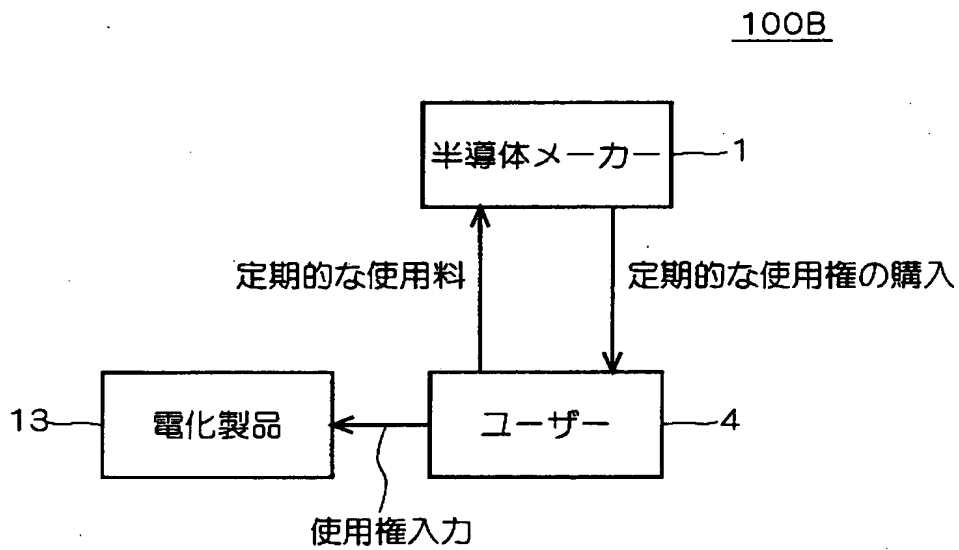 100B
半導体メーカー
1
定期的な使用料
定期的な使用権の購入
13
電化製品
ユーザー
4
使用権入力